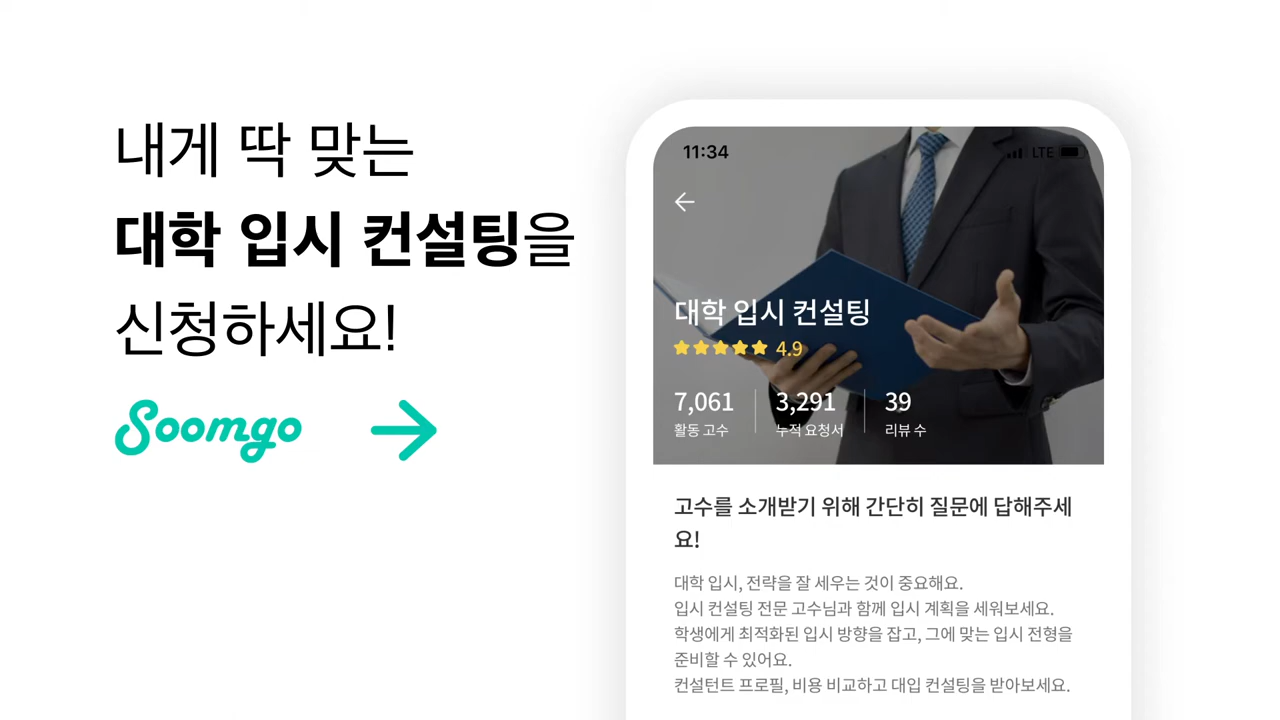 내게 딱 맞는
대학 입시 컨설팅을
신청하세요!
Soomgo
11:34
LTE
대학 입시 컨설팅
4.9
7,061 3,291 39
활동 고수 누적 요청서 리뷰 수
고수를 소개받기 위해 간단히 질문에 답해주세
요!
대학 입시, 전략을 잘 세우는 것이 중요해요.
입시 컨설팅 전문 고수님과 함께 입시 계획을 세워보세요.
학생에게 최적화된 입시 방향을 잡고, 그에 맞는 입시 전형을
준비할 수 있어요.
컨설턴트 프로필, 비용 비교하고 대입 컨설팅을 받아보세요.